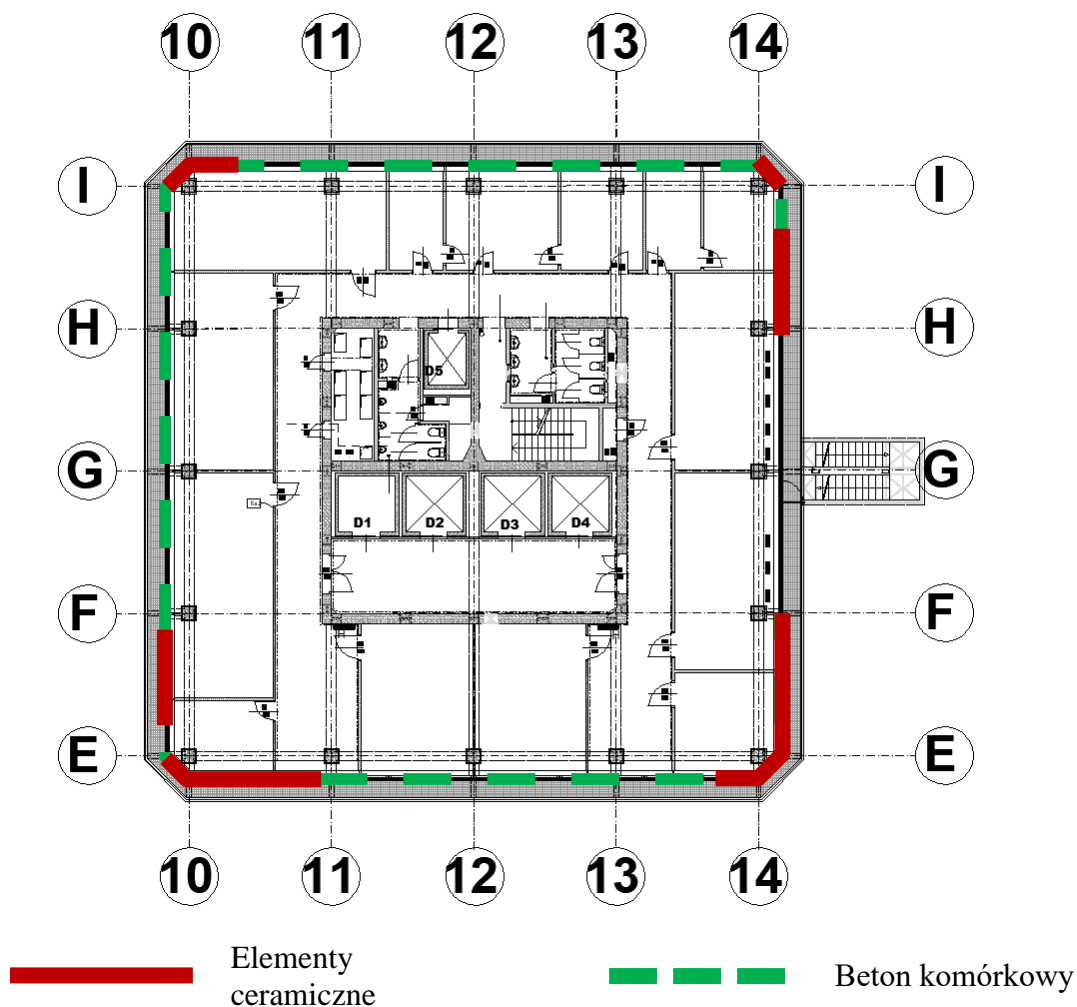 10 11 12 13 14
I I
H H
D5
G G
D1 D2 D3 D4
F F
E E
10 11 12 13 14
Elementy
ceramiczne
Beton komórkowy